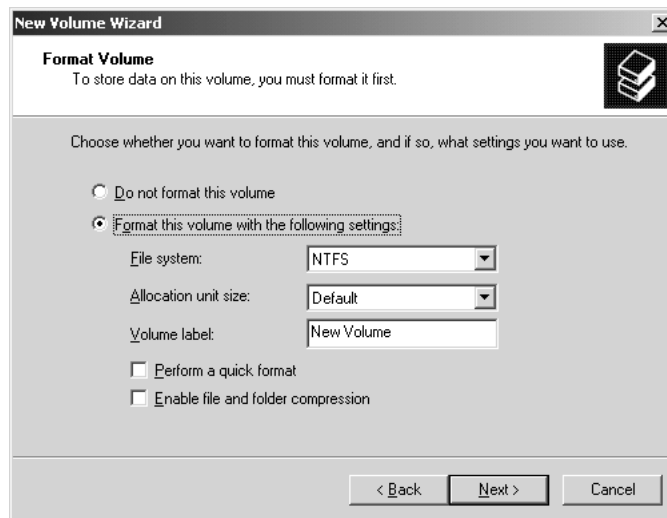 New Volume Wizard
Format Volume
To store data on this volume, you must format it first.
Choose whether you want to format this volume, and if so, what settings you want to use.
Do not format this volume
Format this volume with the following settings:
File system: NTFS
Allocation unit size: Default
Volume label: New Volume
Perform a quick format
Enable file and folder compression
< Back Next > Cancel